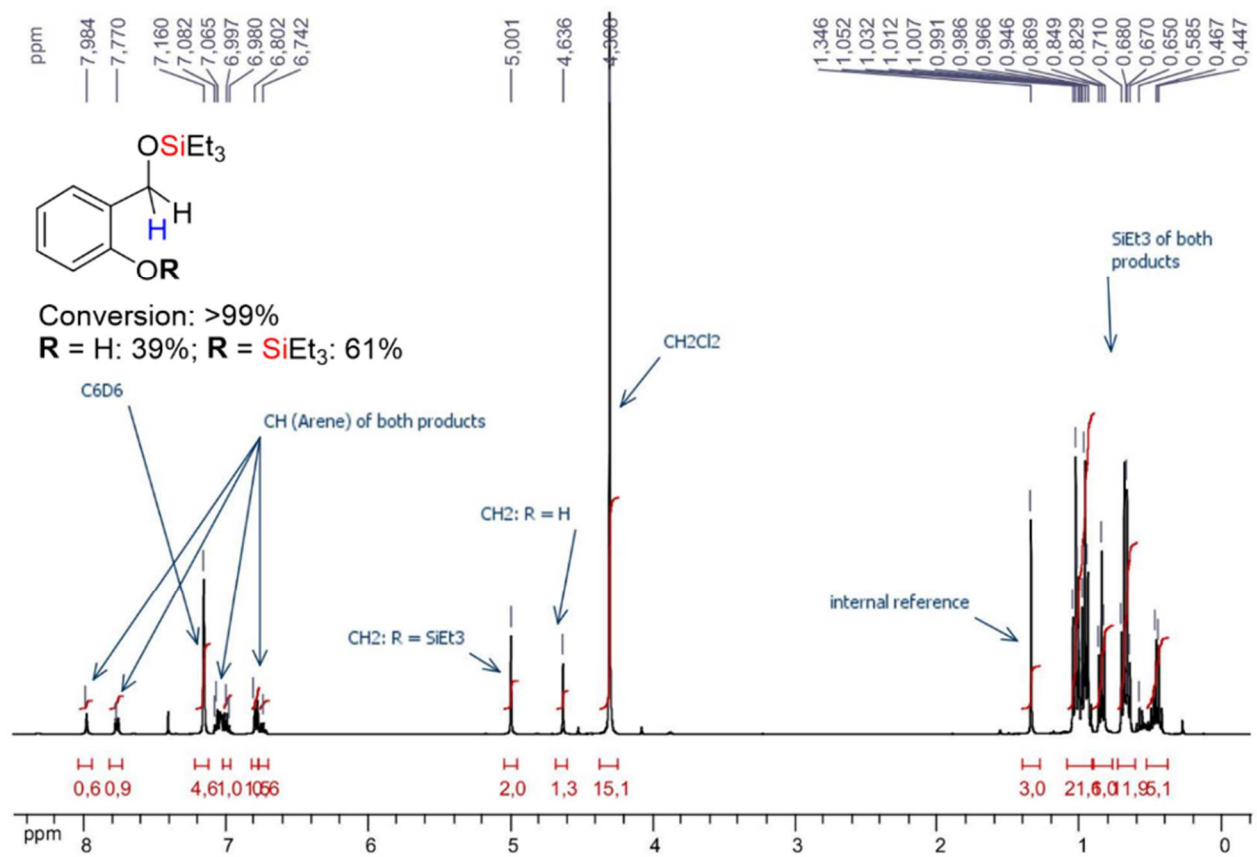 ppm
7,984
7,770
7,160
7,082
7,065
6,997
6,980
6,802
6,742
5,001
4,636
1,346
1,052
1,032
1,012
1,007
0,991
0,986
0,966
0,946
0,869
0,849
0,829
0,710
0,680
0,670
0,650
0,585
0,467
0,447
OSiEt3
H
H
OR
Conversion: >99%
R = H: 39%; R = SiEt3: 61%
SiEt3 of both
products
CH2Cl2
C6D6
CH (Arene) of both products
CH2: R = H
internal reference
CH2: R = SiEt3
0,6 0,9 4,6 1,0 2,0 1,3 15,1 3,0 11,9 5,1
ppm 8 7 6 5 4 3 2 1 0